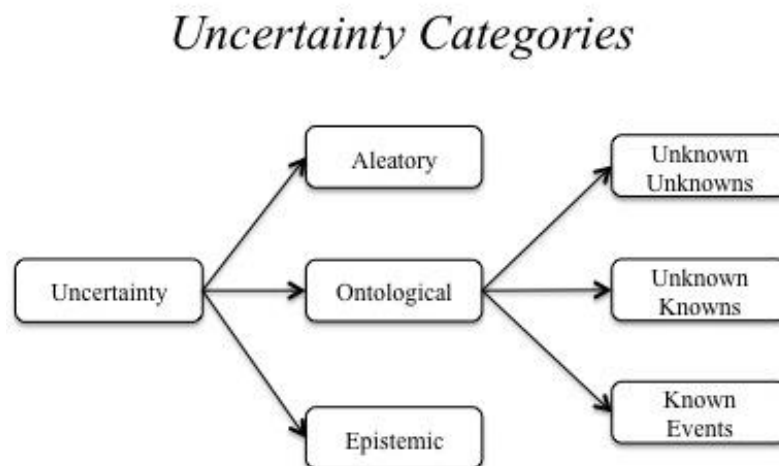 Uncertainty Categories
Uncertainty
Aleatory
Ontological
Epistemic
Unknown
Unknowns
Unknown
Knowns
Known
Events